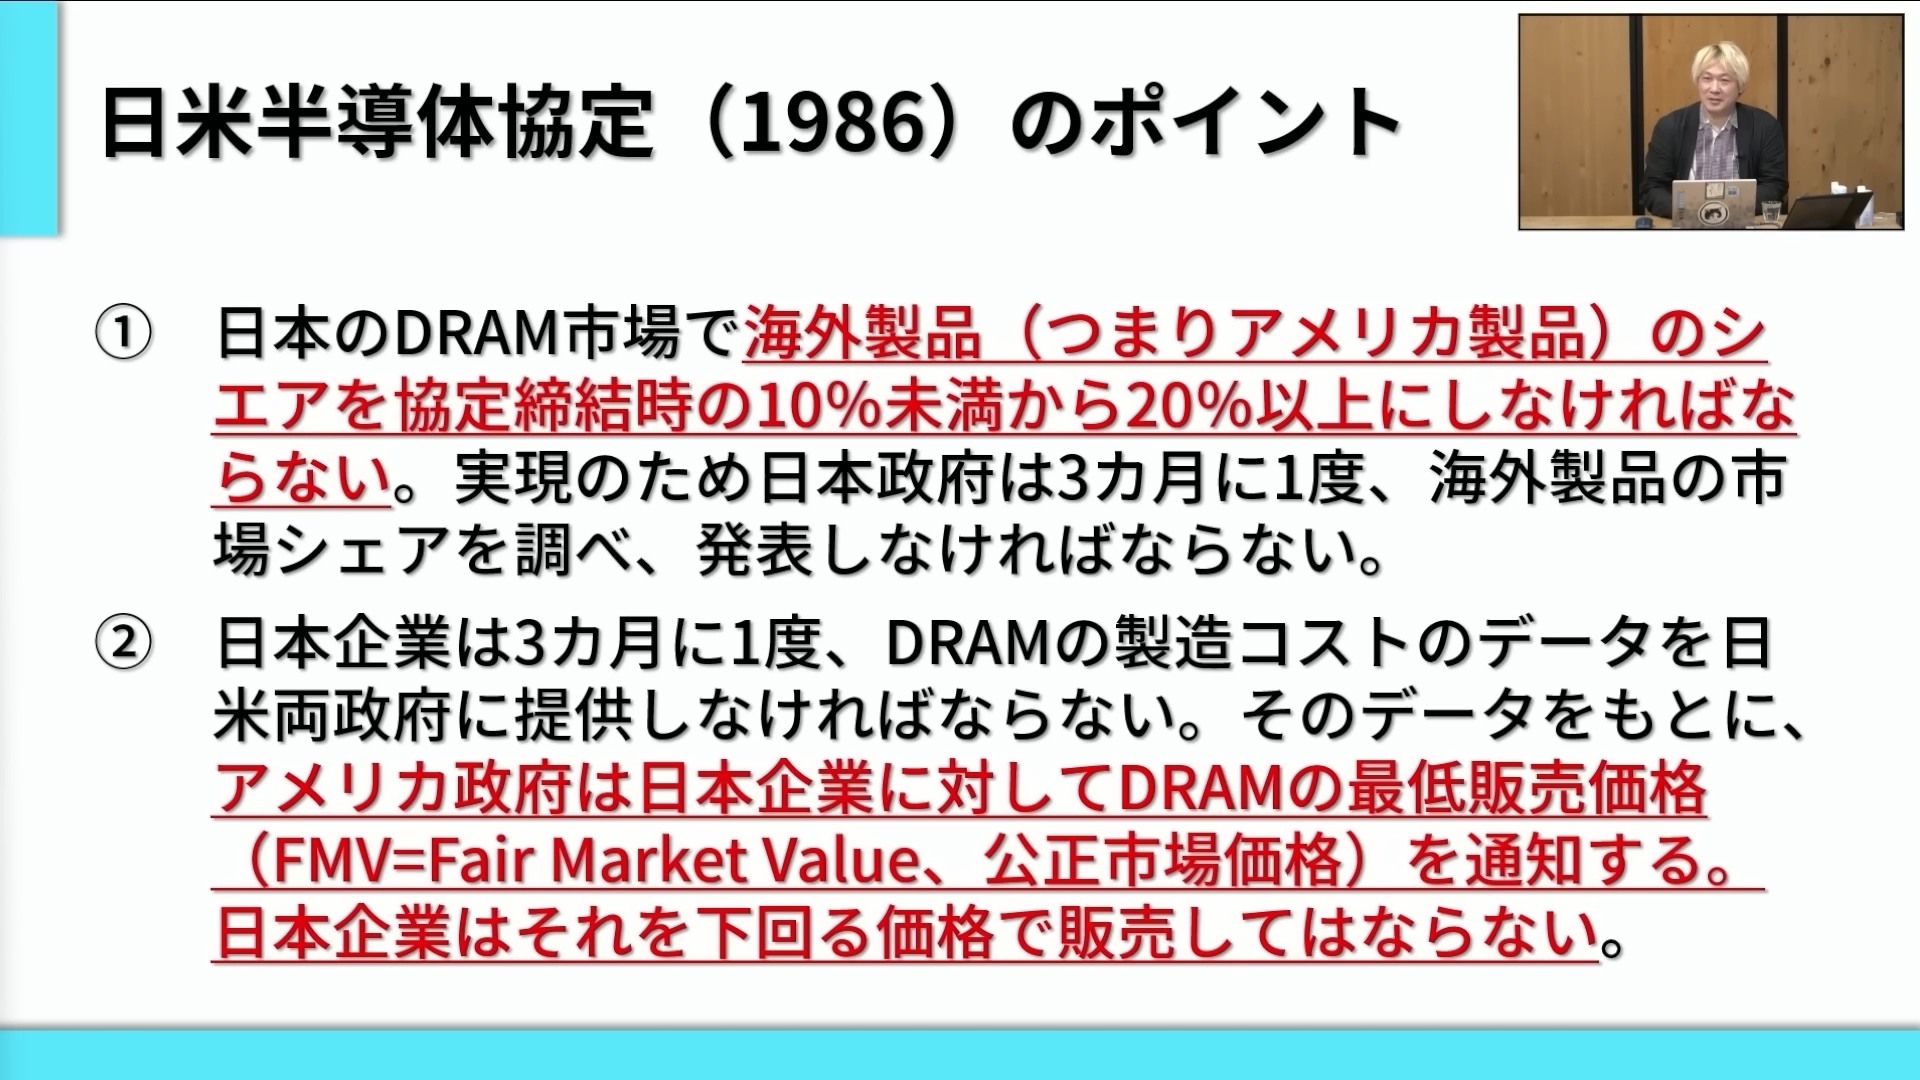 日米半導体協定（1986）のポイント
① 日本のDRAM市場で海外製品（つまりアメリカ製品）のシ
エアを協定締結時の10％未満から20％以上にしなければな
らない。実現のため日本政府は3カ月に1度、海外製品の市
場シェアを調べ、発表しなければならない。
② 日本企業は3カ月に1度、DRAMの製造コストのデータを日
米両政府に提供しなければならない。そのデータをもとに、
アメリカ政府は日本企業に対してDRAMの最低販売価格
（FMV=Fair Market Value、公正市場価格）を通知する。
日本企業はそれを下回る価格で販売してはならない。